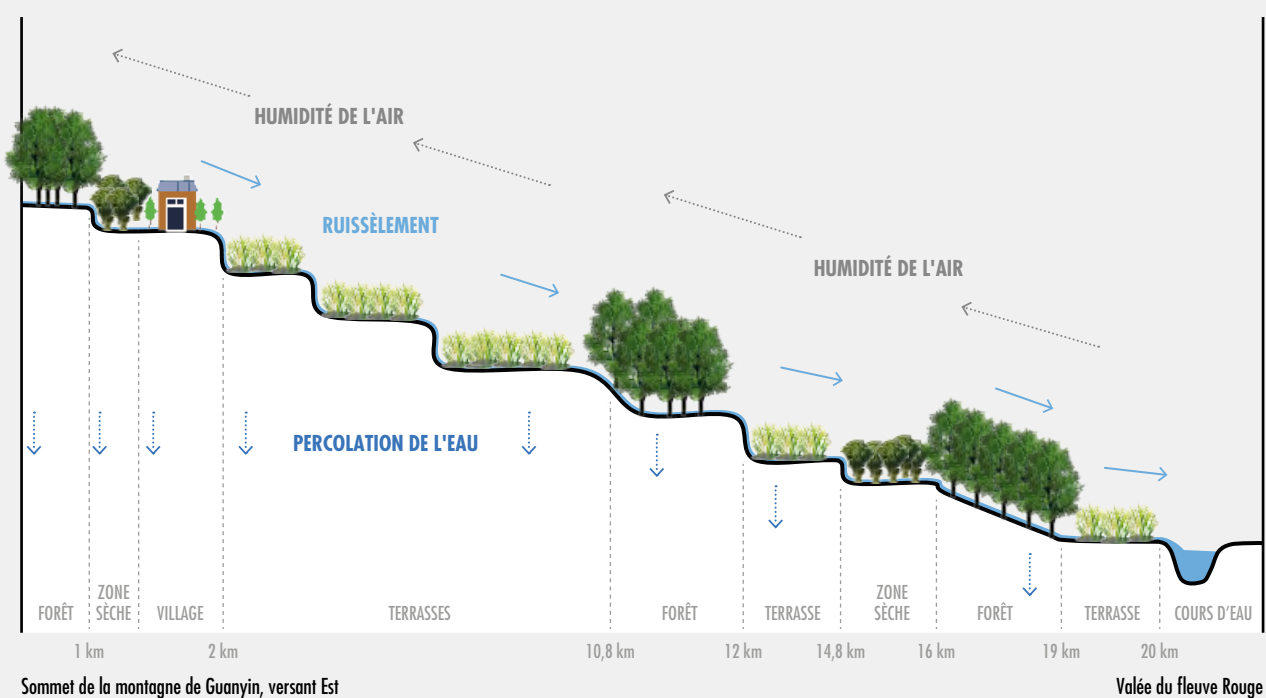 HUMIDITÉ DE L'AIR
RUISSÈLEMENT
HUMIDITÉ DE L'AIR
PERCOLATION DE L'EAU
FORÊT
ZONE
SÈCHE
VILLAGE
TERRASSES
FORÊT
TERRASSE
ZONE
SÈCHE
FORÊT
TERRASSE
COURS D'EAU
1 km
2 km
10,8 km
12 km
14,8 km
16 km
19 km
20 km
Sommet de la montagne de Guanyin, versant Est
Valée du fleuve Rouge